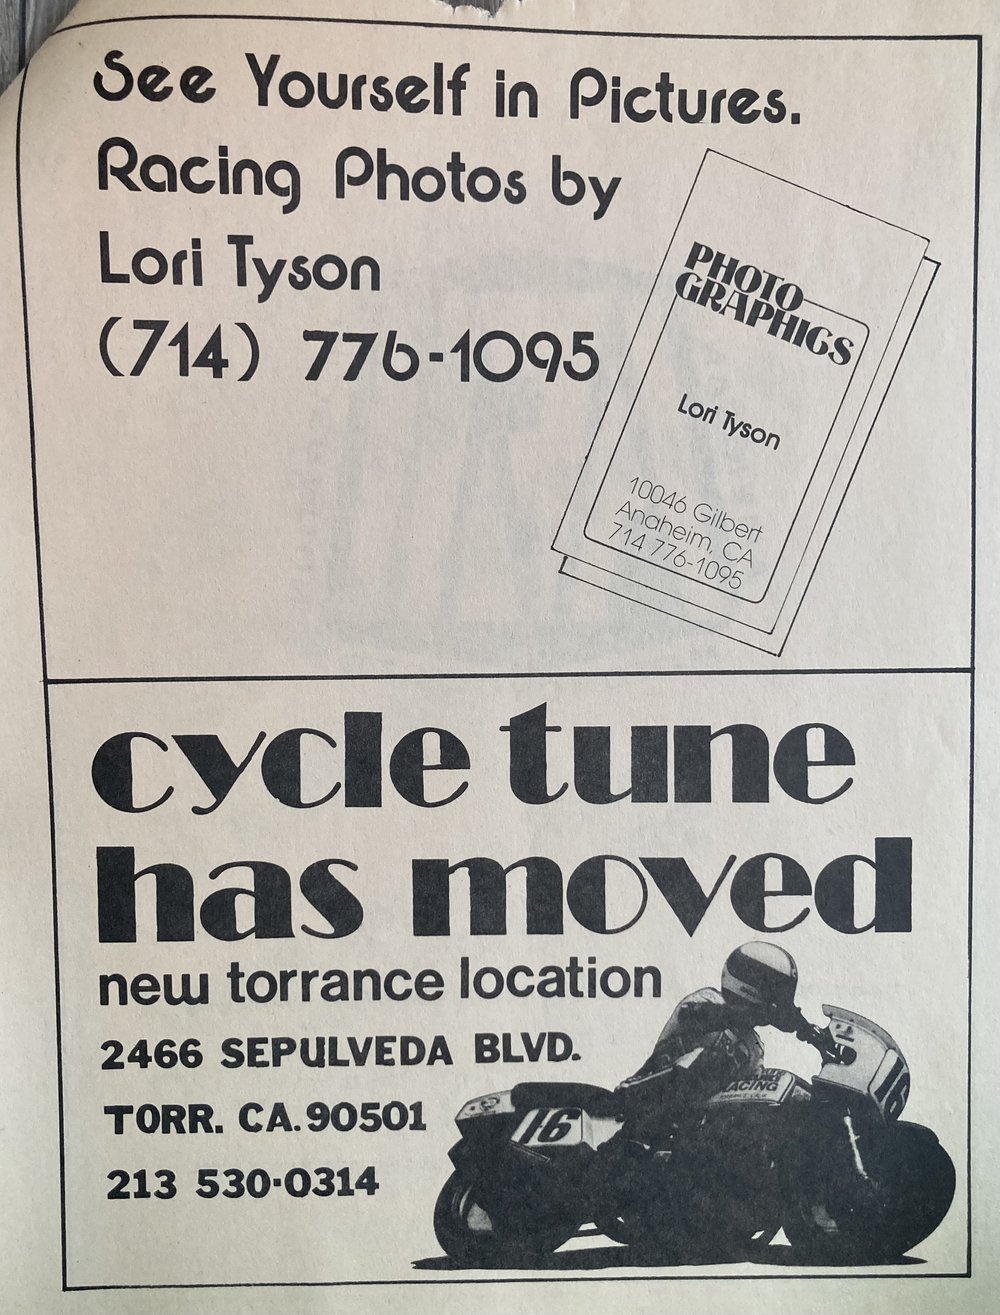 See Yourself in Pictures.
Racing Photos by
Lori Tyson
(714) 776-1095
PHOTO
GRAPHICS
Lori Tyson
10046 Gilbert
Anaheim, CA
714 776-1095
cycle tune
has moved
new torrance location
2466 SEPULVEDA BLVD.
TORR. CA. 90501
213 530-0314
16
RACING
16